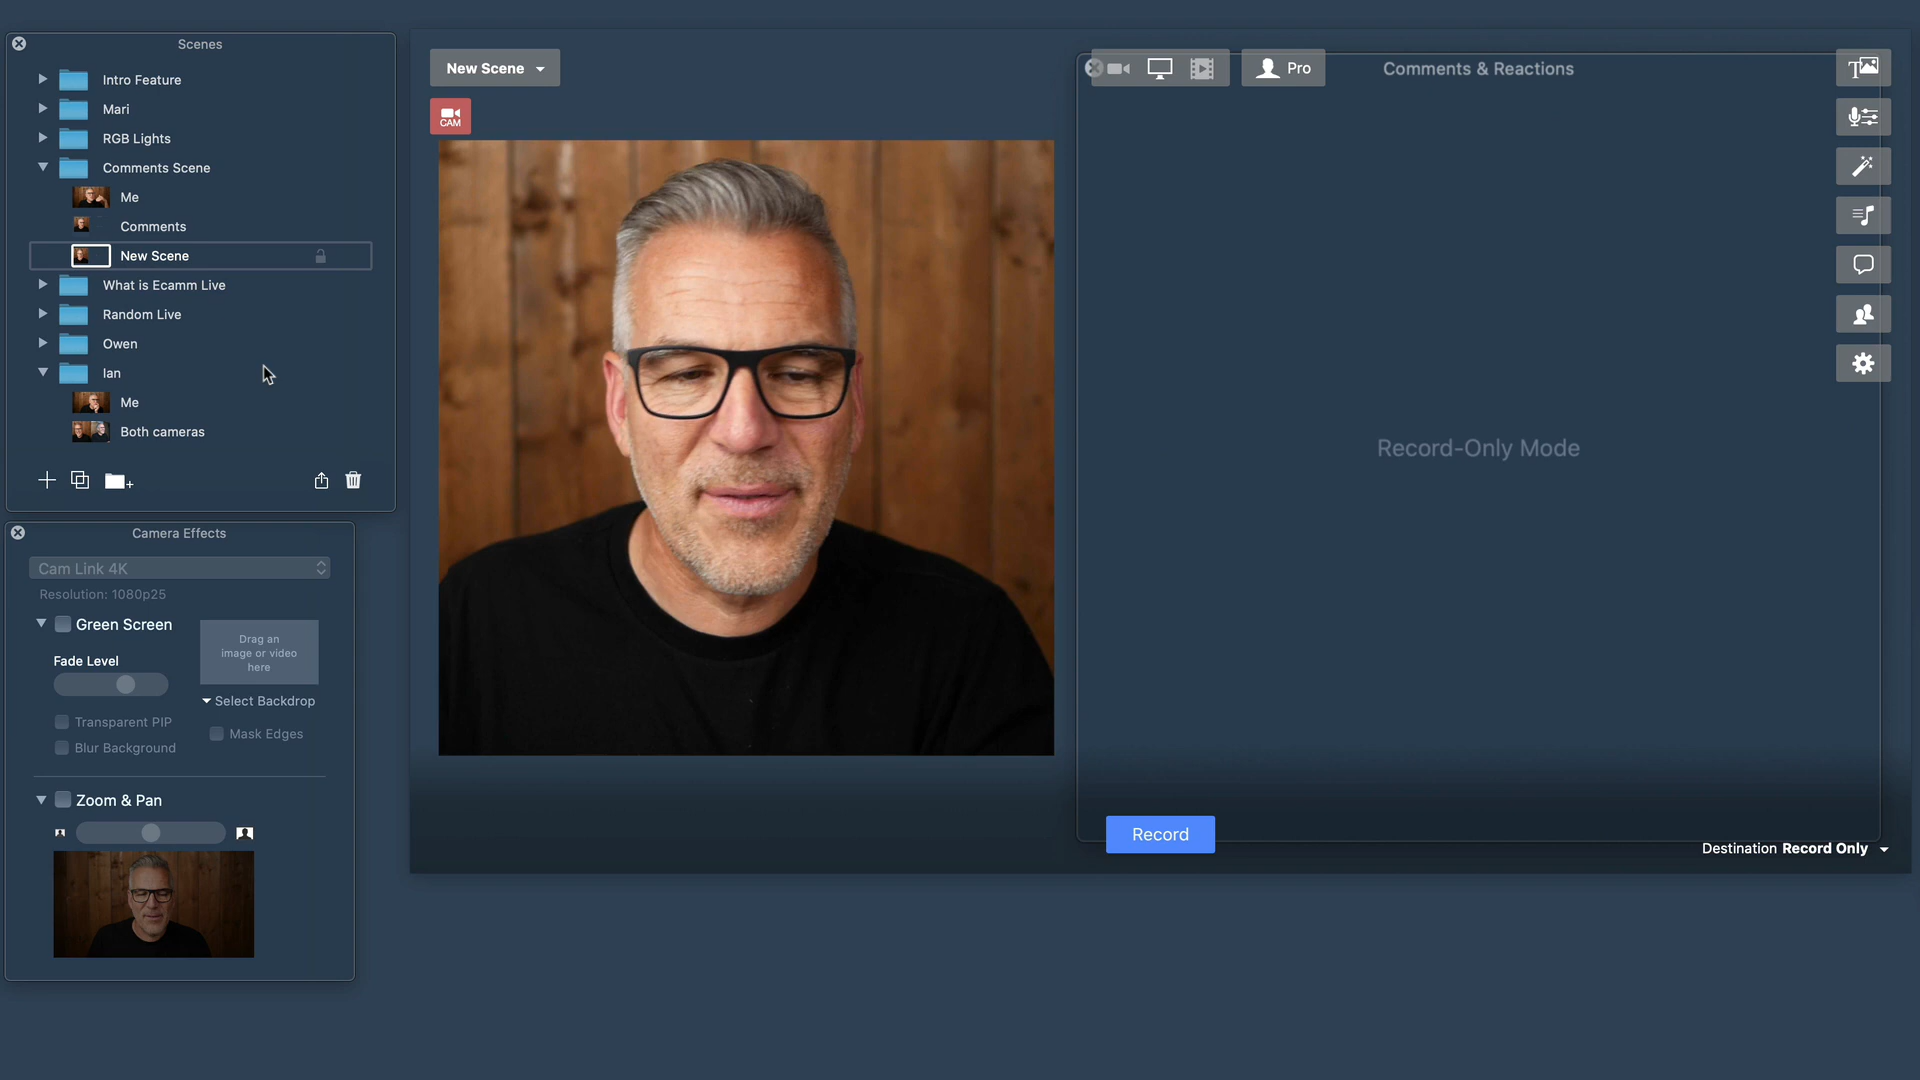 Scenes
Intro Feature
Mari
RGB Lights
Comments Scene
Me
Comments
New Scene
What is Ecamm Live
Random Live
Owen
Ian
Me
Both cameras
Camera Effects
Cam Link 4K
Resolution: 1080p25
Green Screen
Drag an
image or video
here
Fade Level
Select Backdrop
Transparent PIP
Mask Edges
Blur Background
Zoom & Pan
New Scene
CAM
Pro
Comments & Reactions
T
Record-Only Mode
Record
Destination Record Only